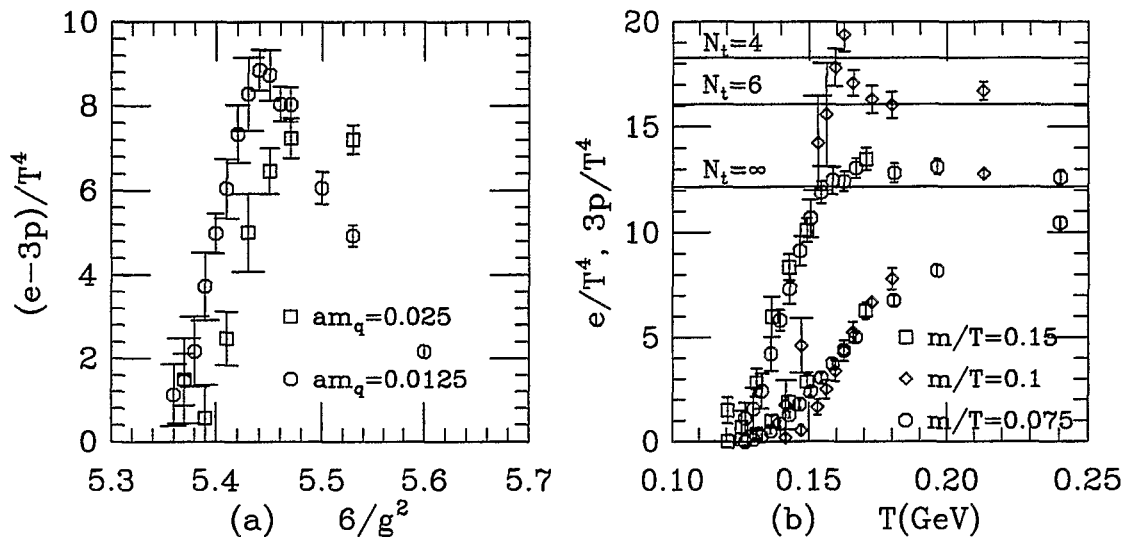 (e−3p)/T⁴
10
8
6
4
2
0
am_q=0.025
am_q=0.0125
5.3 5.4 5.5 5.6 5.7
(a) 6/g²
e/T⁴, 3p/T⁴
20
15
10
5
0
N_t=4
N_t=6
N_t=∞
m/T=0.15
m/T=0.1
m/T=0.075
0.10 0.15 0.20 0.25
(b) T(GeV)